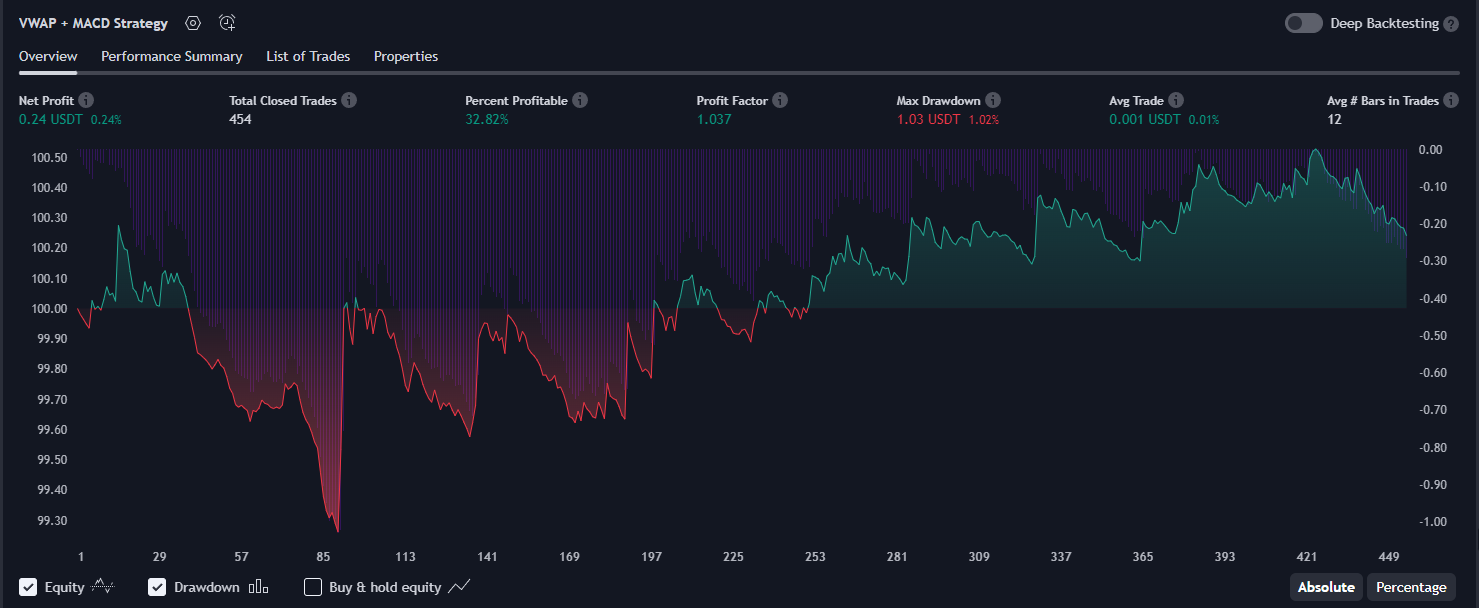 VWAP + MACD Strategy Deep Backtesting ?
Overview Performance Summary List of Trades Properties
Net Profit Total Closed Trades Percent Profitable Profit Factor Max Drawdown Avg Trade Avg # Bars in Trades
0.24 USDT 0.24% 454 32.82% 1.037 1.03 USDT 1.02% 0.001 USDT 0.01% 12
100.50 0.00
100.40 -0.10
100.30 -0.20
100.20 -0.30
100.10 -0.40
100.00 -0.50
99.90 -0.60
99.80 -0.70
99.70 -0.80
99.60 -0.90
99.50 -1.00
99.40
99.30
1 29 57 85 113 141 169 197 225 253 281 309 337 365 393 421 449
Equity Drawdown Buy & hold equity Absolute Percentage